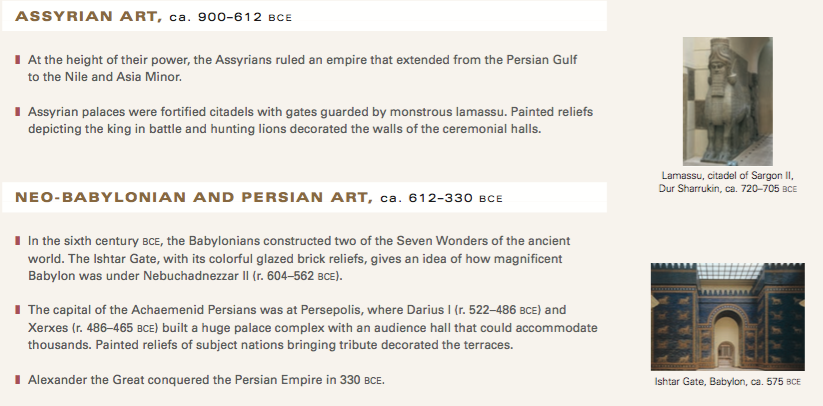 ASSYRIAN ART, ca. 900–612 BCE
At the height of their power, the Assyrians ruled an empire that extended from the Persian Gulf
to the Nile and Asia Minor.
Assyrian palaces were fortified citadels with gates guarded by monstrous lamassu. Painted reliefs
depicting the king in battle and hunting lions decorated the walls of the ceremonial halls.
Lamassu, citadel of Sargon II,
Dur Sharrukin, ca. 720–705 BCE
NEO-BABYLONIAN AND PERSIAN ART, ca. 612–330 BCE
In the sixth century BCE, the Babylonians constructed two of the Seven Wonders of the ancient
world. The Ishtar Gate, with its colorful glazed brick reliefs, gives an idea of how magnificent
Babylon was under Nebuchadnezzar II (r. 604–562 BCE).
The capital of the Achaemenid Persians was at Persepolis, where Darius I (r. 522–486 BCE) and
Xerxes (r. 486–465 BCE) built a huge palace complex with an audience hall that could accommodate
thousands. Painted reliefs of subject nations bringing tribute decorated the terraces.
Alexander the Great conquered the Persian Empire in 330 BCE.
Ishtar Gate, Babylon, ca. 575 BCE